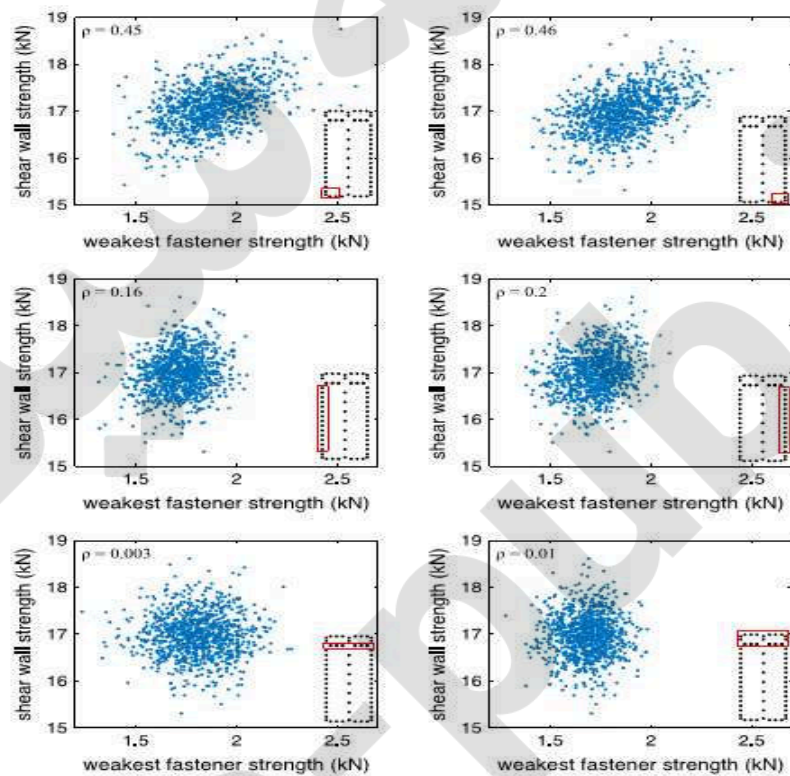 19
18
17
16
15
shear wall strength (kN)
ρ = 0.45
1.5 2 2.5
weakest fastener strength (kN)
19
18
17
16
15
shear wall strength (kN)
ρ = 0.46
1.5 2 2.5
weakest fastener strength (kN)
19
18
17
16
15
shear wall strength (kN)
ρ = 0.16
1.5 2 2.5
weakest fastener strength (kN)
19
18
17
16
15
shear wall strength (kN)
ρ = 0.2
1.5 2 2.5
weakest fastener strength (kN)
19
18
17
16
15
shear wall strength (kN)
ρ = 0.003
1.5 2 2.5
weakest fastener strength (kN)
19
18
17
16
15
shear wall strength (kN)
ρ = 0.01
1.5 2 2.5
weakest fastener strength (kN)